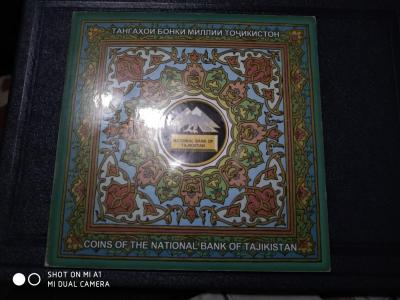 ТАНГАҲОИ БОНКИ МИЛЛИИ ТОҶИКИСТОН
NATIONAL BANK OF
TAJIKISTAN
COINS OF THE NATIONAL BANK OF TAJIKISTAN
SHOT ON MI A1
MI DUAL CAMERA